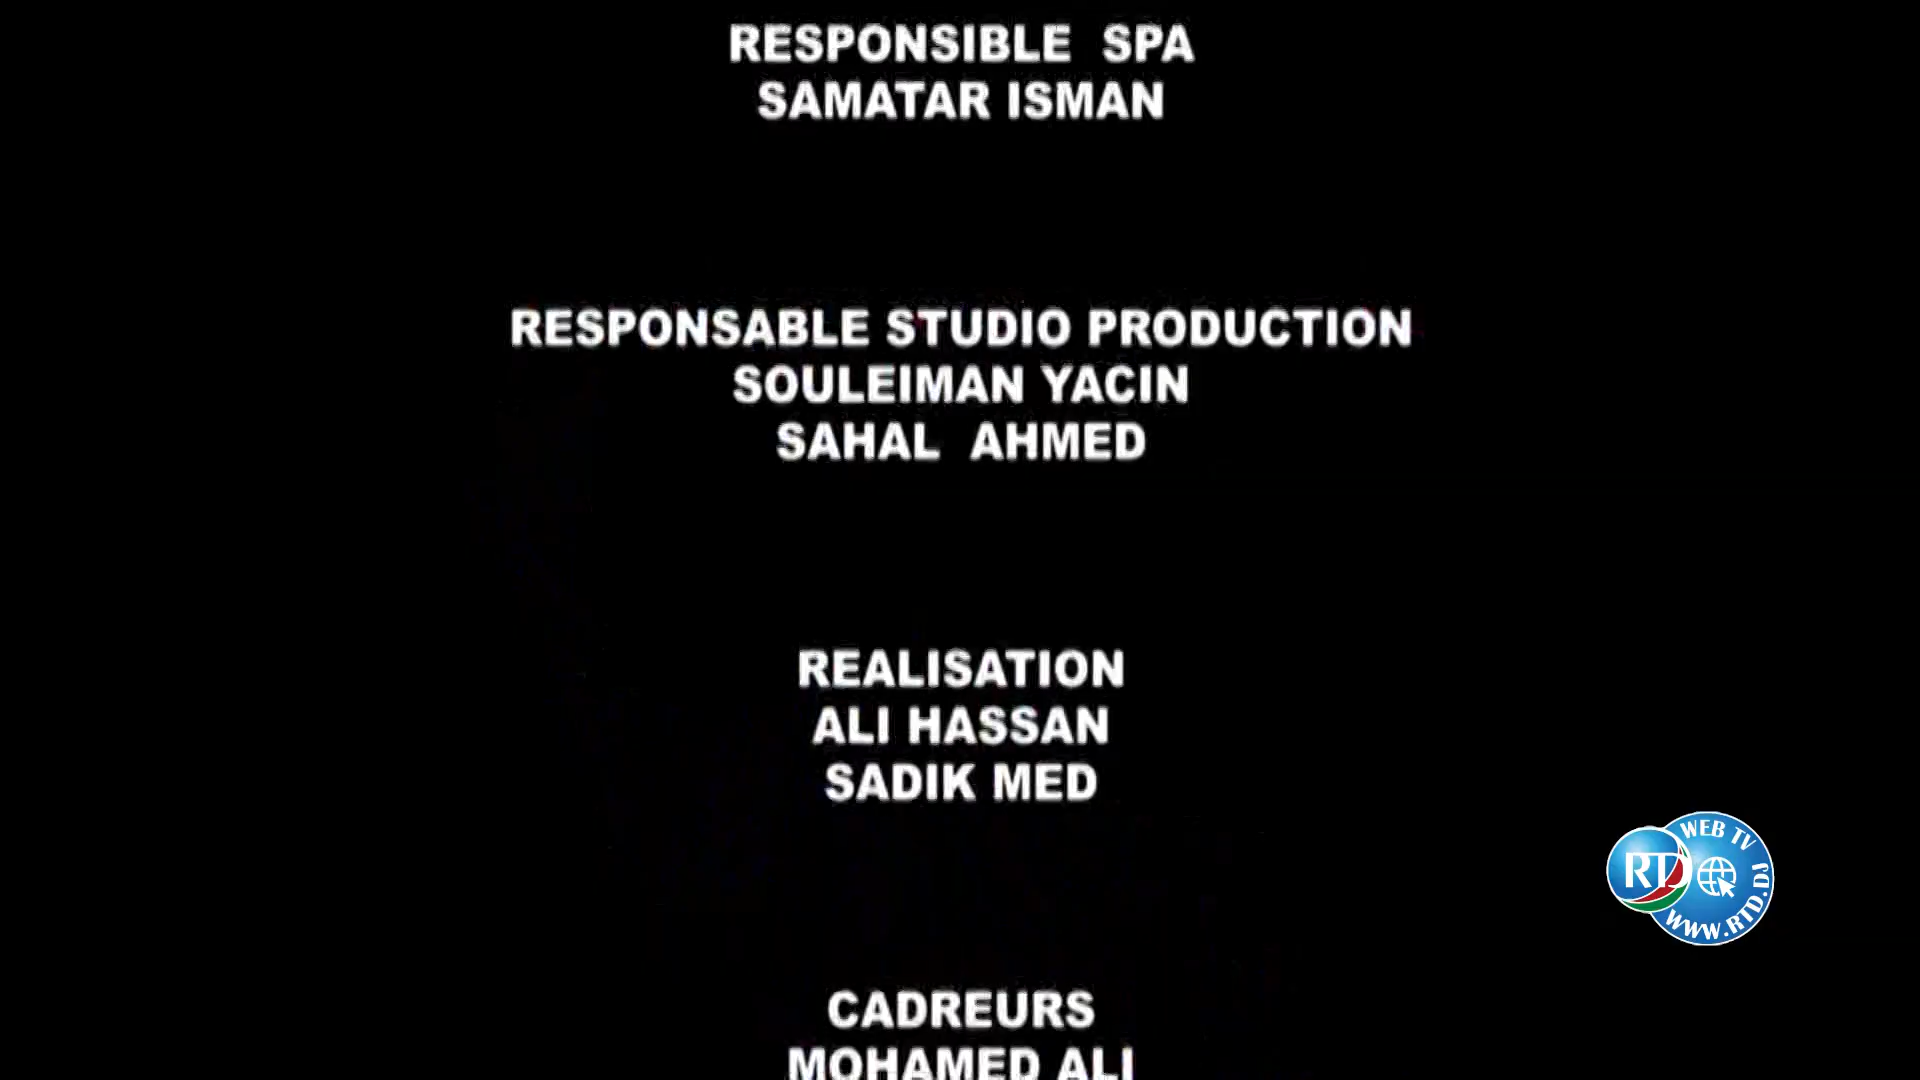 RESPONSIBLE SPA
SAMATAR ISMAN
RESPONSABLE STUDIO PRODUCTION
SOULEIMAN YACIN
SAHAL AHMED
REALISATION
ALI HASSAN
SADIK MED
WEB TV
RTD
WWW.RTD.DJ
CADREURS
MOHAMED ALI